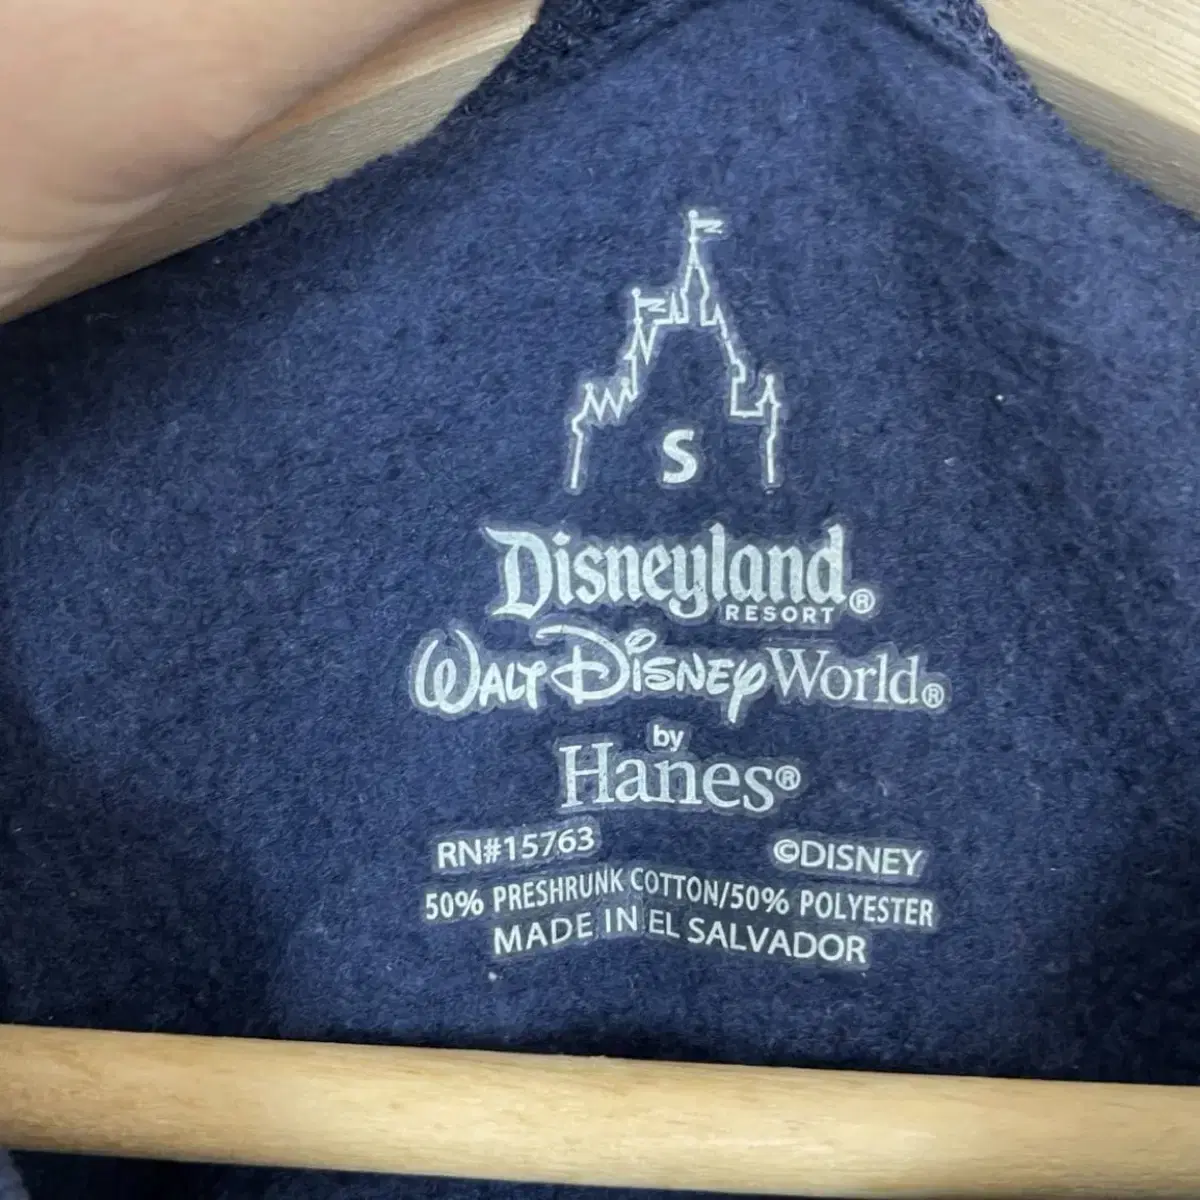 S
Disneyland®
RESORT
WALT DISNEY World®
by
Hanes®
RN#15763 ©DISNEY
50% PRESHRUNK COTTON/50% POLYESTER
MADE IN EL SALVADOR